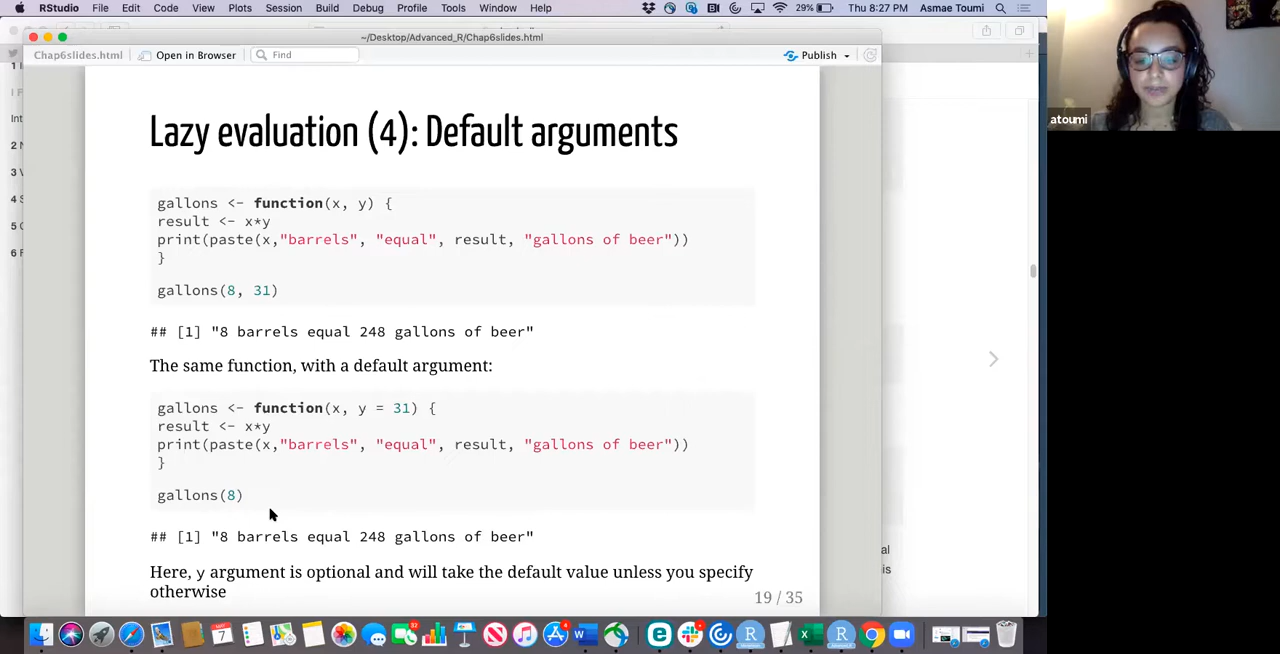 RStudio File Edit Code View Plots Session Build Debug Profile Tools Window Help 29% Thu 8:27 PM Asmae Toumi
~/Desktop/Advanced_R/Chap6slides.html
Chap6slides.html Open in Browser Find Publish
Lazy evaluation (4): Default arguments
gallons <- function(x, y) {
result <- x*y
print(paste(x,"barrels", "equal", result, "gallons of beer"))
}
gallons(8, 31)
## [1] "8 barrels equal 248 gallons of beer"
The same function, with a default argument:
gallons <- function(x, y = 31) {
result <- x*y
print(paste(x,"barrels", "equal", result, "gallons of beer"))
}
gallons(8)
## [1] "8 barrels equal 248 gallons of beer"
Here, y argument is optional and will take the default value unless you specify
otherwise
19 / 35
atoumi